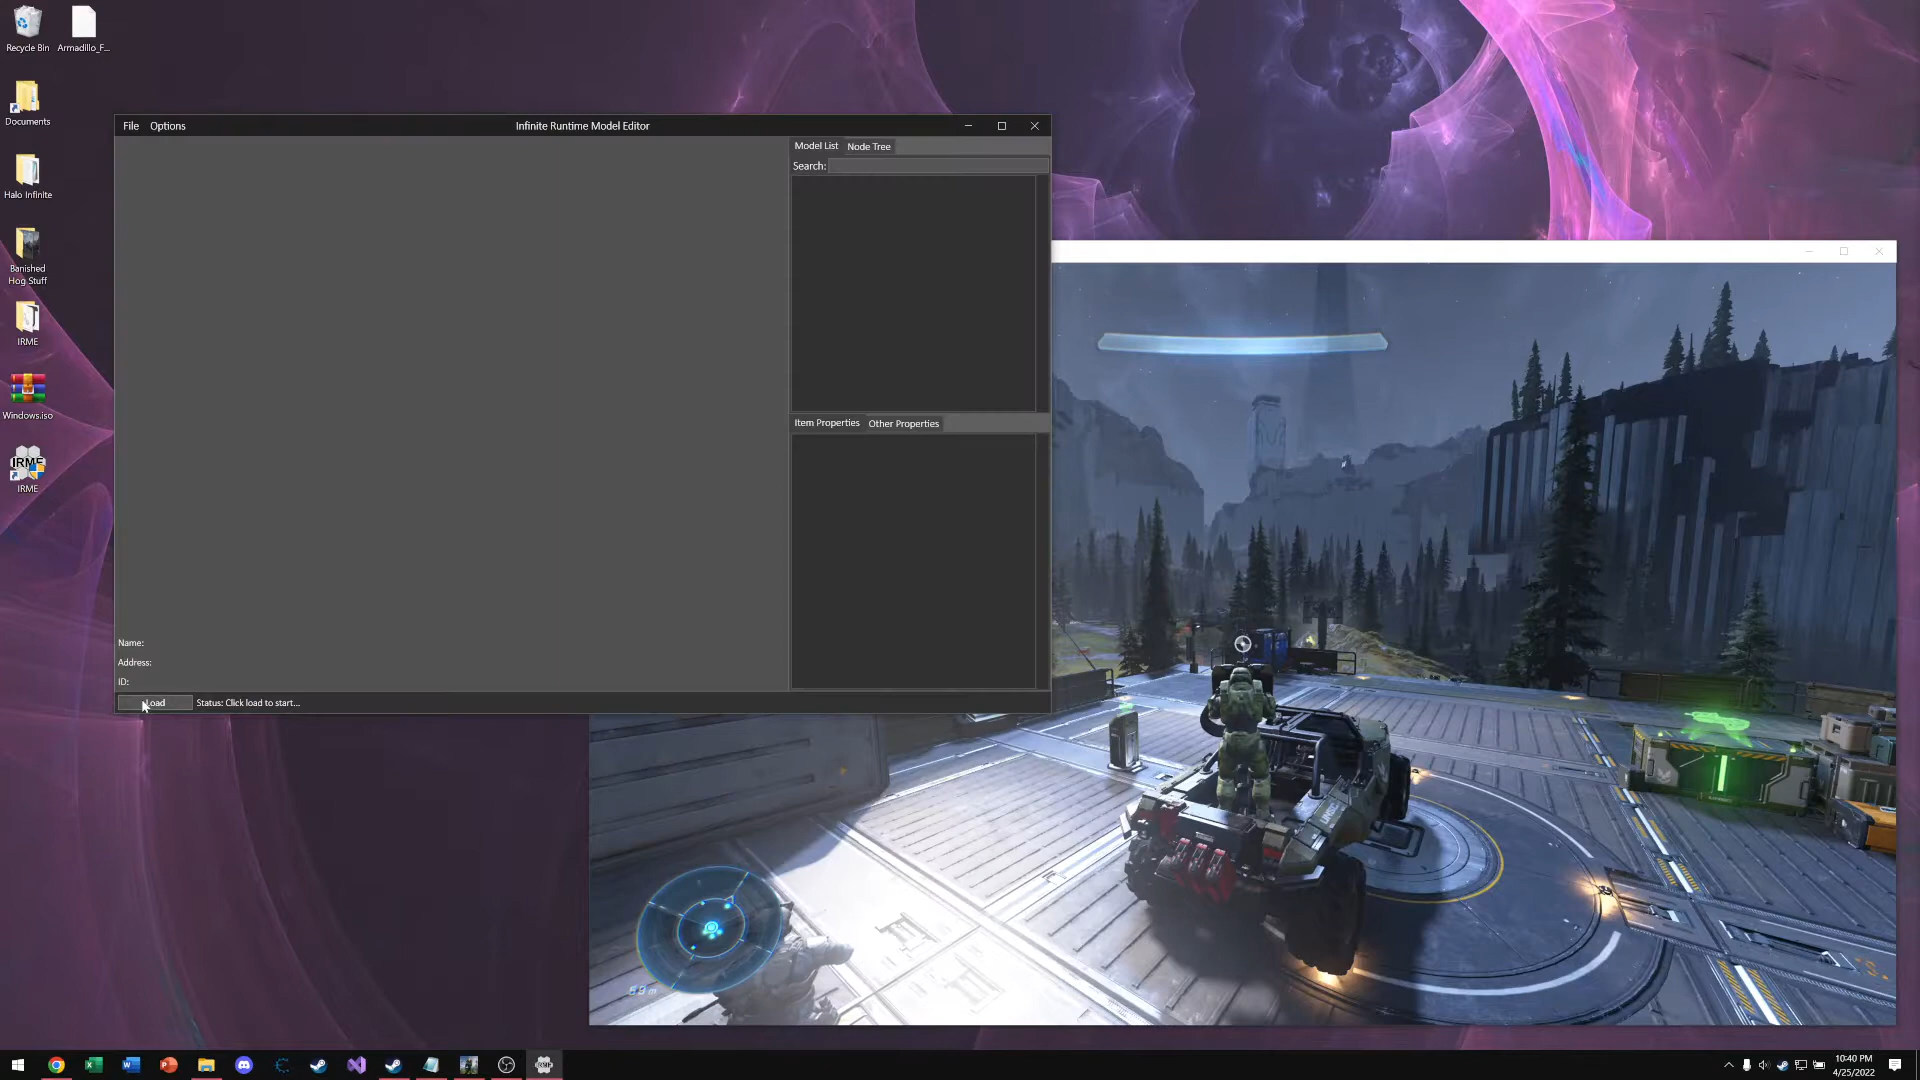 Recycle Bin
Armadillo_F...
Documents
Halo Infinite
Banished
Hog Stuff
IRME
Windows.iso
IRME
IRME
File Options
Infinite Runtime Model Editor
Model List Node Tree
Search:
Item Properties Other Properties
Name:
Address:
ID:
Load
Status: Click load to start...
10:40 PM
4/25/2022